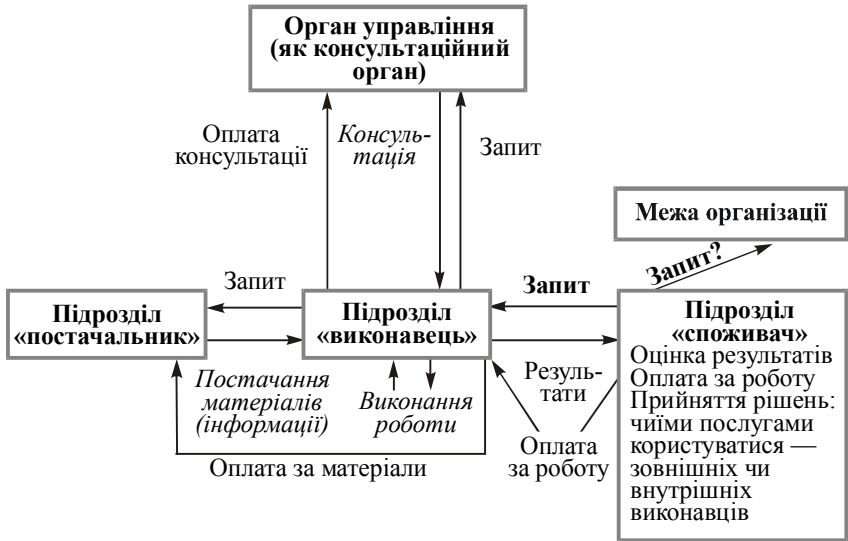 Орган управління
(як консультаційний
орган)
Оплата
консультації
Консуль-
тація
Запит
Межа організації
Запит?
Запит
Запит
Підрозділ
«постачальник»
Підрозділ
«виконавець»
Підрозділ
«споживач»
Оцінка результатів
Оплата за роботу
Прийняття рішень:
чиїми послугами
користуватися —
зовнішніх чи
внутрішніх
виконавців
Постачання
матеріалів
(інформації)
Виконання
роботи
Резуль-
тати
Оплата за матеріали
Оплата
за роботу